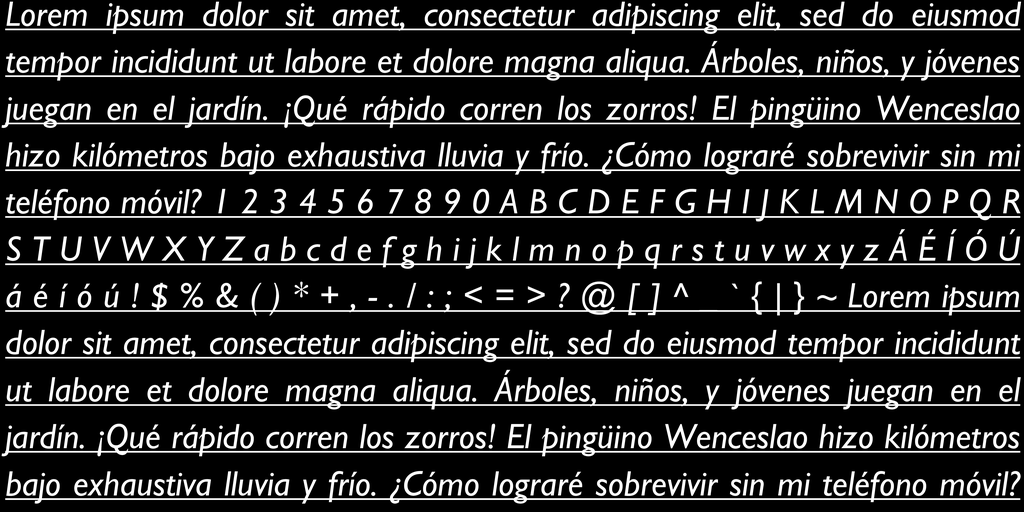 Lorem ipsum dolor sit amet, consectetur adipiscing elit, sed do eiusmod
tempor incididunt ut labore et dolore magna aliqua. Árboles, niños, y jóvenes
juegan en el jardín. ¡Qué rápido corren los zorros! El pingüino Wenceslao
hizo kilómetros bajo exhaustiva lluvia y frío. ¿Cómo lograré sobrevivir sin mi
teléfono móvil? 1 2 3 4 5 6 7 8 9 0 A B C D E F G H I J K L M N O P Q R
S T U V W X Y Z a b c d e f g h i j k l m n o p q r s t u v w x y z Á É Í Ó Ú
á é í ó ú ! $ % & ( ) * + , - . / : ; < = > ? @ [ ] ^ _ ` { | } ~ Lorem ipsum
dolor sit amet, consectetur adipiscing elit, sed do eiusmod tempor incididunt
ut labore et dolore magna aliqua. Árboles, niños, y jóvenes juegan en el
jardín. ¡Qué rápido corren los zorros! El pingüino Wenceslao hizo kilómetros
bajo exhaustiva lluvia y frío. ¿Cómo lograré sobrevivir sin mi teléfono móvil?